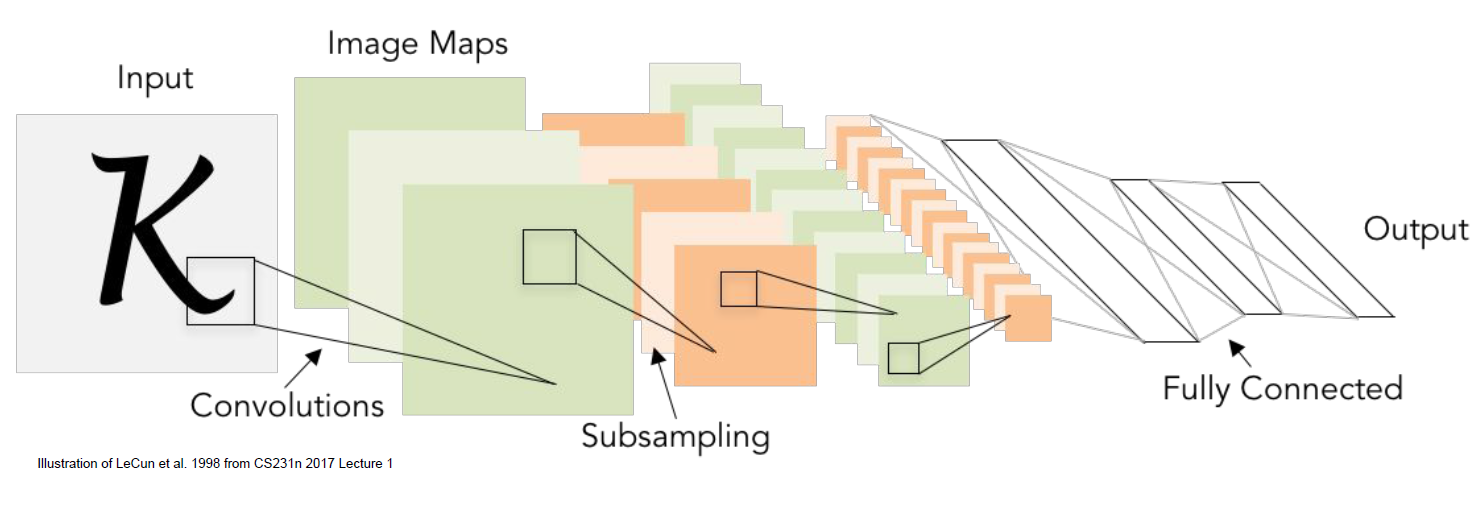 Image Maps
Input
K
Output
Convolutions
Subsampling
Fully Connected
Illustration of LeCun et al. 1998 from CS231n 2017 Lecture 1